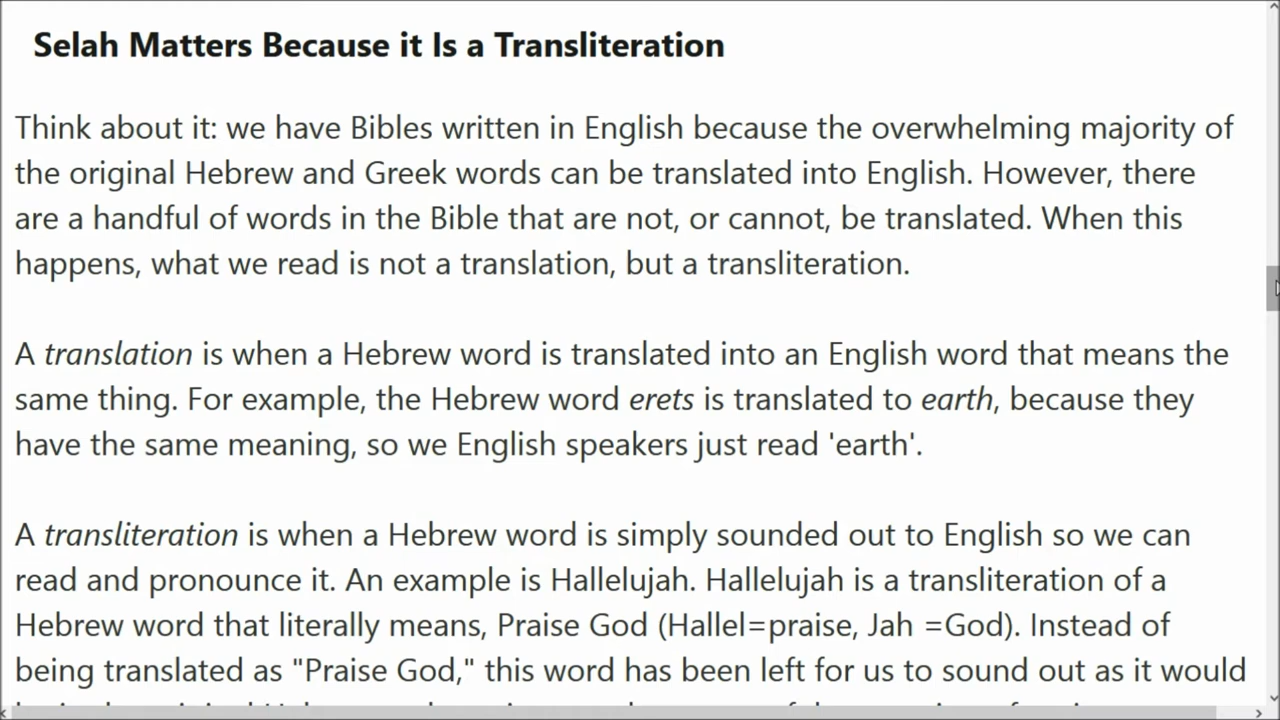 Selah Matters Because it Is a Transliteration
Think about it: we have Bibles written in English because the overwhelming majority of
the original Hebrew and Greek words can be translated into English. However, there
are a handful of words in the Bible that are not, or cannot, be translated. When this
happens, what we read is not a translation, but a transliteration.
A translation is when a Hebrew word is translated into an English word that means the
same thing. For example, the Hebrew word erets is translated to earth, because they
have the same meaning, so we English speakers just read 'earth'.
A transliteration is when a Hebrew word is simply sounded out to English so we can
read and pronounce it. An example is Hallelujah. Hallelujah is a transliteration of a
Hebrew word that literally means, Praise God (Hallel=praise, Jah =God). Instead of
being translated as "Praise God," this word has been left for us to sound out as it would